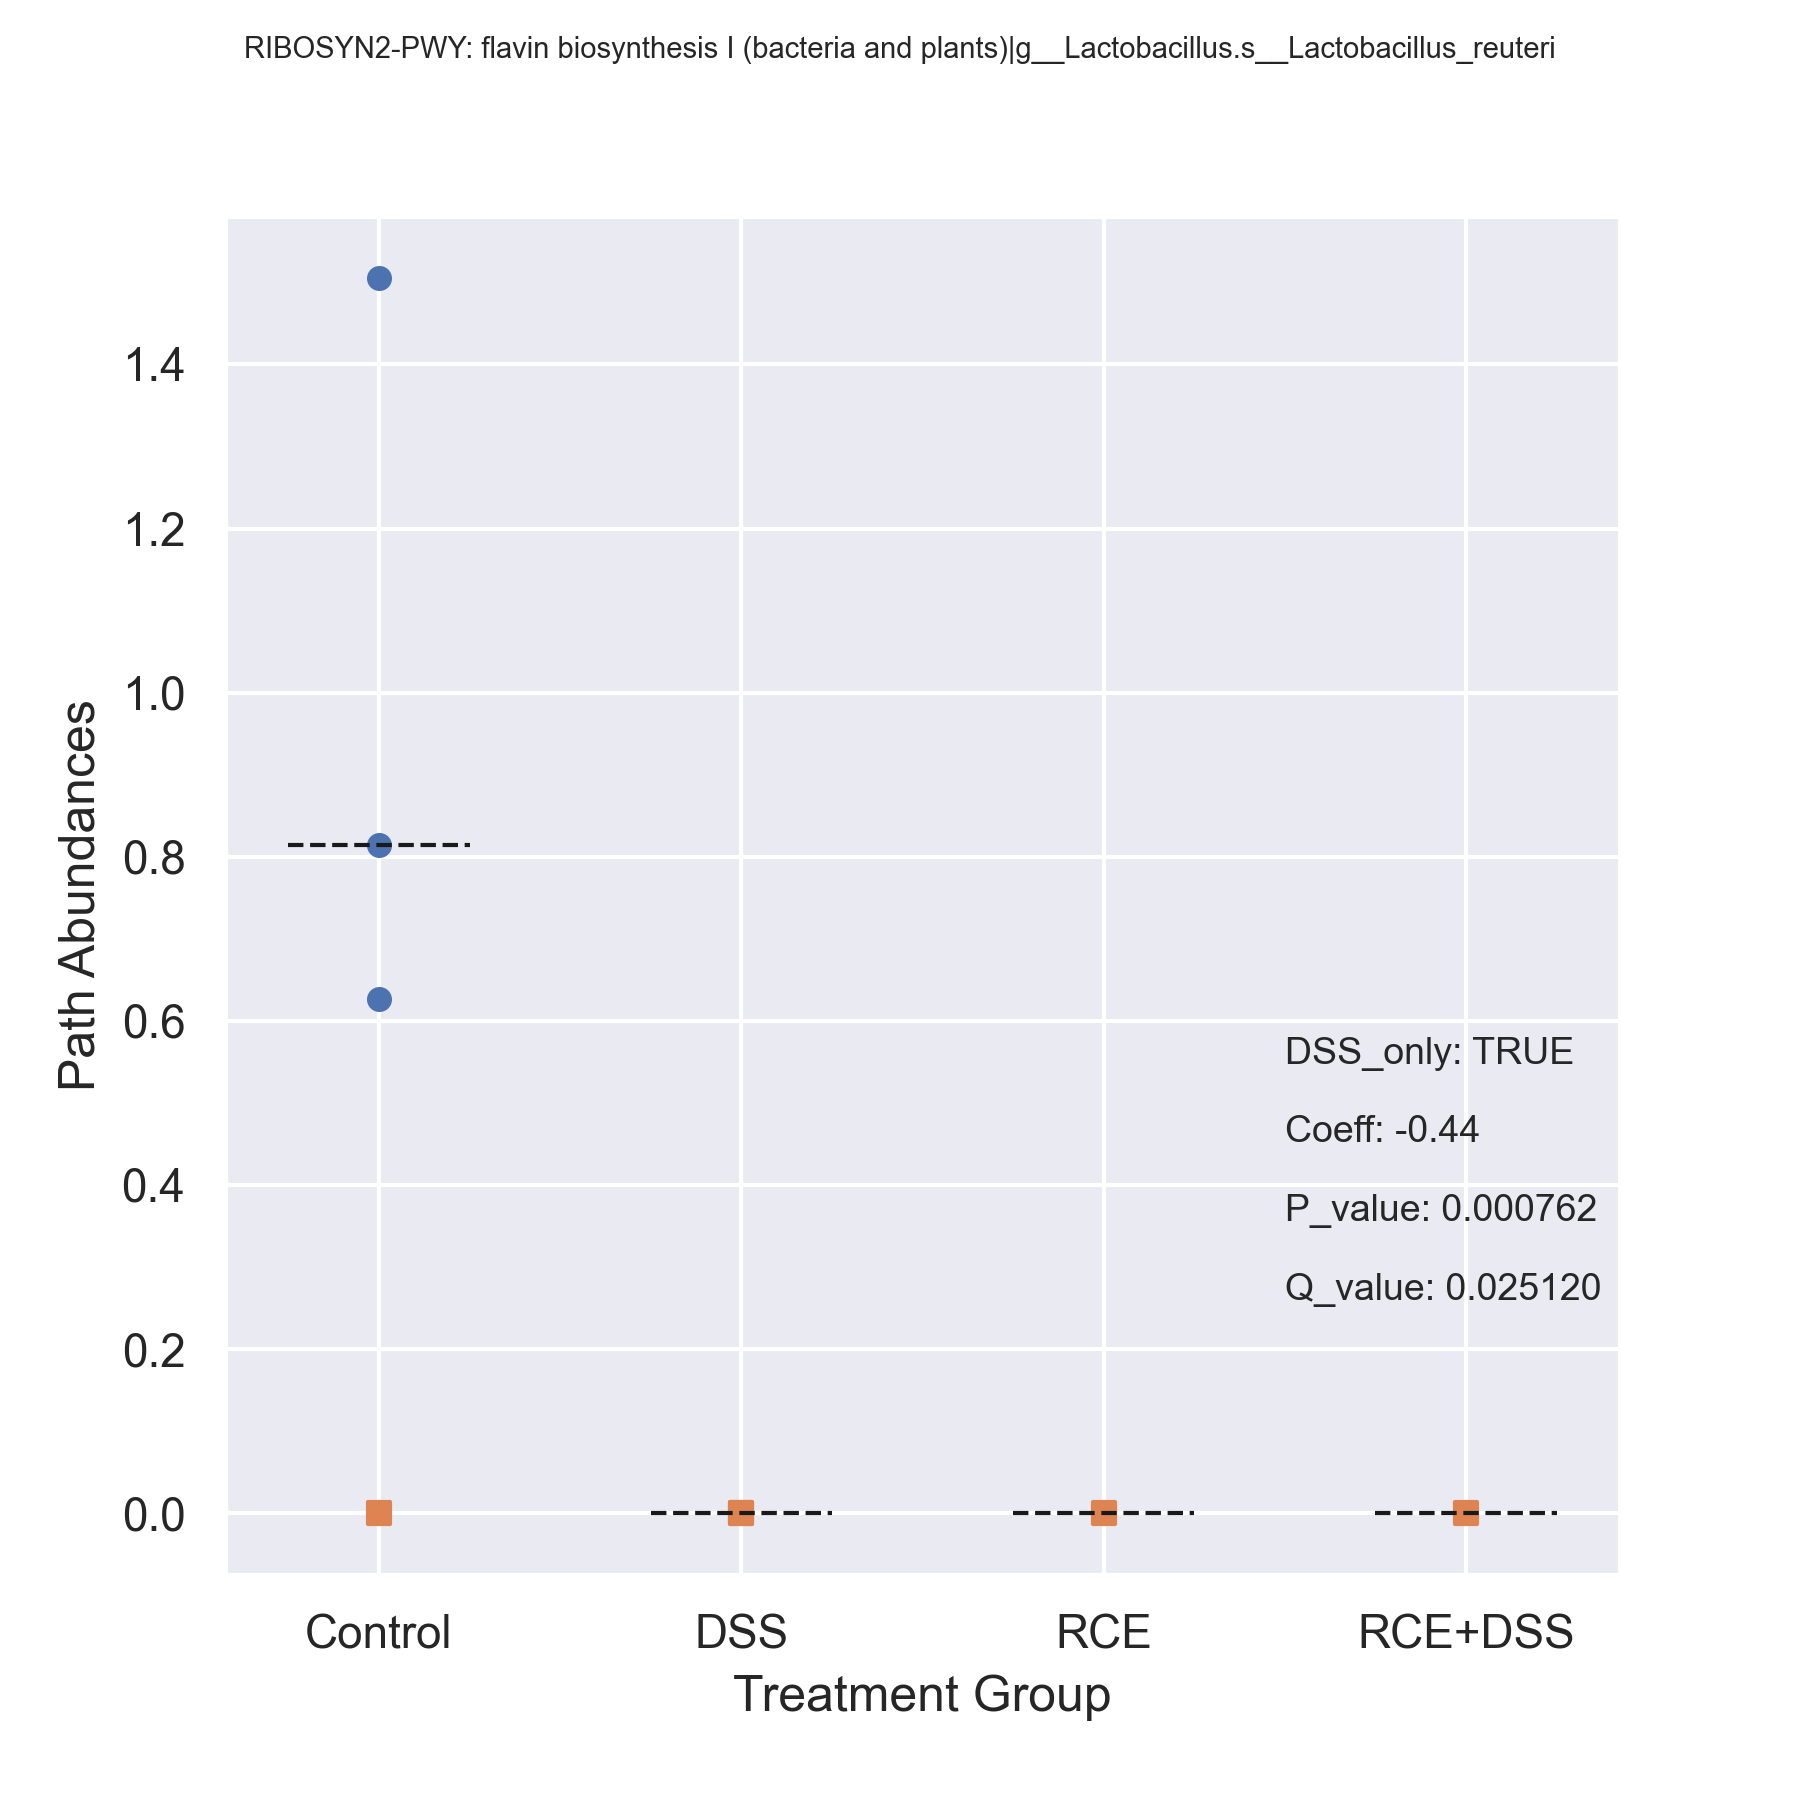 RIBOSYN2-PWY: flavin biosynthesis I (bacteria and plants)|g__Lactobacillus.s__Lactobacillus_reuteri
1.4
1.2
1.0
0.8
0.6
0.4
0.2
0.0
Path Abundances
DSS_only: TRUE
Coeff: -0.44
P_value: 0.000762
Q_value: 0.025120
Control DSS RCE RCE+DSS
Treatment Group